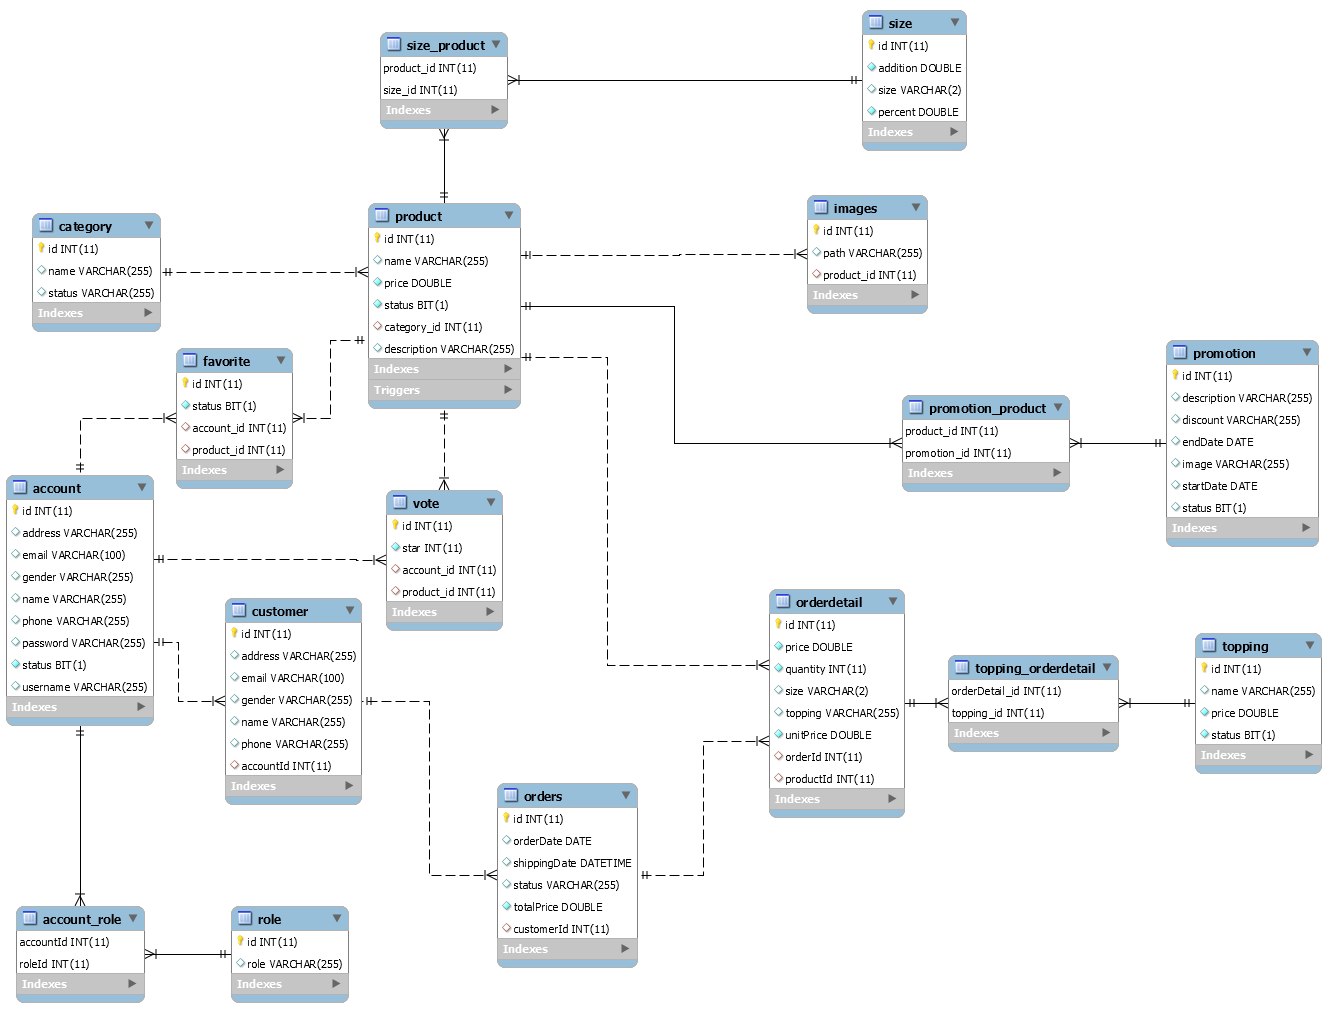 size_product
product_id INT(11)
size_id INT(11)
Indexes
size
id INT(11)
addition DOUBLE
size VARCHAR(2)
percent DOUBLE
Indexes
category
id INT(11)
name VARCHAR(255)
status VARCHAR(255)
Indexes
product
id INT(11)
name VARCHAR(255)
price DOUBLE
status BIT(1)
category_id INT(11)
description VARCHAR(255)
Indexes
Triggers
images
id INT(11)
path VARCHAR(255)
product_id INT(11)
Indexes
favorite
id INT(11)
status BIT(1)
account_id INT(11)
product_id INT(11)
Indexes
promotion_product
product_id INT(11)
promotion_id INT(11)
Indexes
promotion
id INT(11)
description VARCHAR(255)
discount VARCHAR(255)
endDate DATE
image VARCHAR(255)
startDate DATE
status BIT(1)
Indexes
account
id INT(11)
address VARCHAR(255)
email VARCHAR(100)
gender VARCHAR(255)
name VARCHAR(255)
phone VARCHAR(255)
password VARCHAR(255)
status BIT(1)
username VARCHAR(255)
Indexes
vote
id INT(11)
star INT(11)
account_id INT(11)
product_id INT(11)
Indexes
customer
id INT(11)
address VARCHAR(255)
email VARCHAR(100)
gender VARCHAR(255)
name VARCHAR(255)
phone VARCHAR(255)
accountId INT(11)
Indexes
orderdetail
id INT(11)
price DOUBLE
quantity INT(11)
size VARCHAR(2)
topping VARCHAR(255)
unitPrice DOUBLE
orderId INT(11)
productId INT(11)
Indexes
topping_orderdetail
orderDetail_id INT(11)
topping_id INT(11)
Indexes
topping
id INT(11)
name VARCHAR(255)
price DOUBLE
status BIT(1)
Indexes
orders
id INT(11)
orderDate DATE
shippingDate DATETIME
status VARCHAR(255)
totalPrice DOUBLE
customerId INT(11)
Indexes
account_role
accountId INT(11)
roleId INT(11)
Indexes
role
id INT(11)
role VARCHAR(255)
Indexes